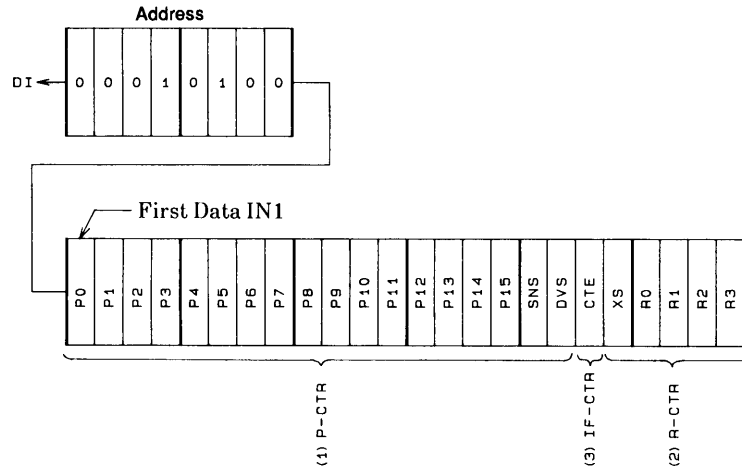 Address
DI 0 0 0 1 0 1 0 0
First Data IN1
P0 P1 P2 P3 P4 P5 P6 P7 P8 P9 P10 P11 P12 P13 P14 P15 SNS DVS CTE XS R0 R1 R2 R3
(1) P-CTR
(3) IF-CTR
(2) R-CTR